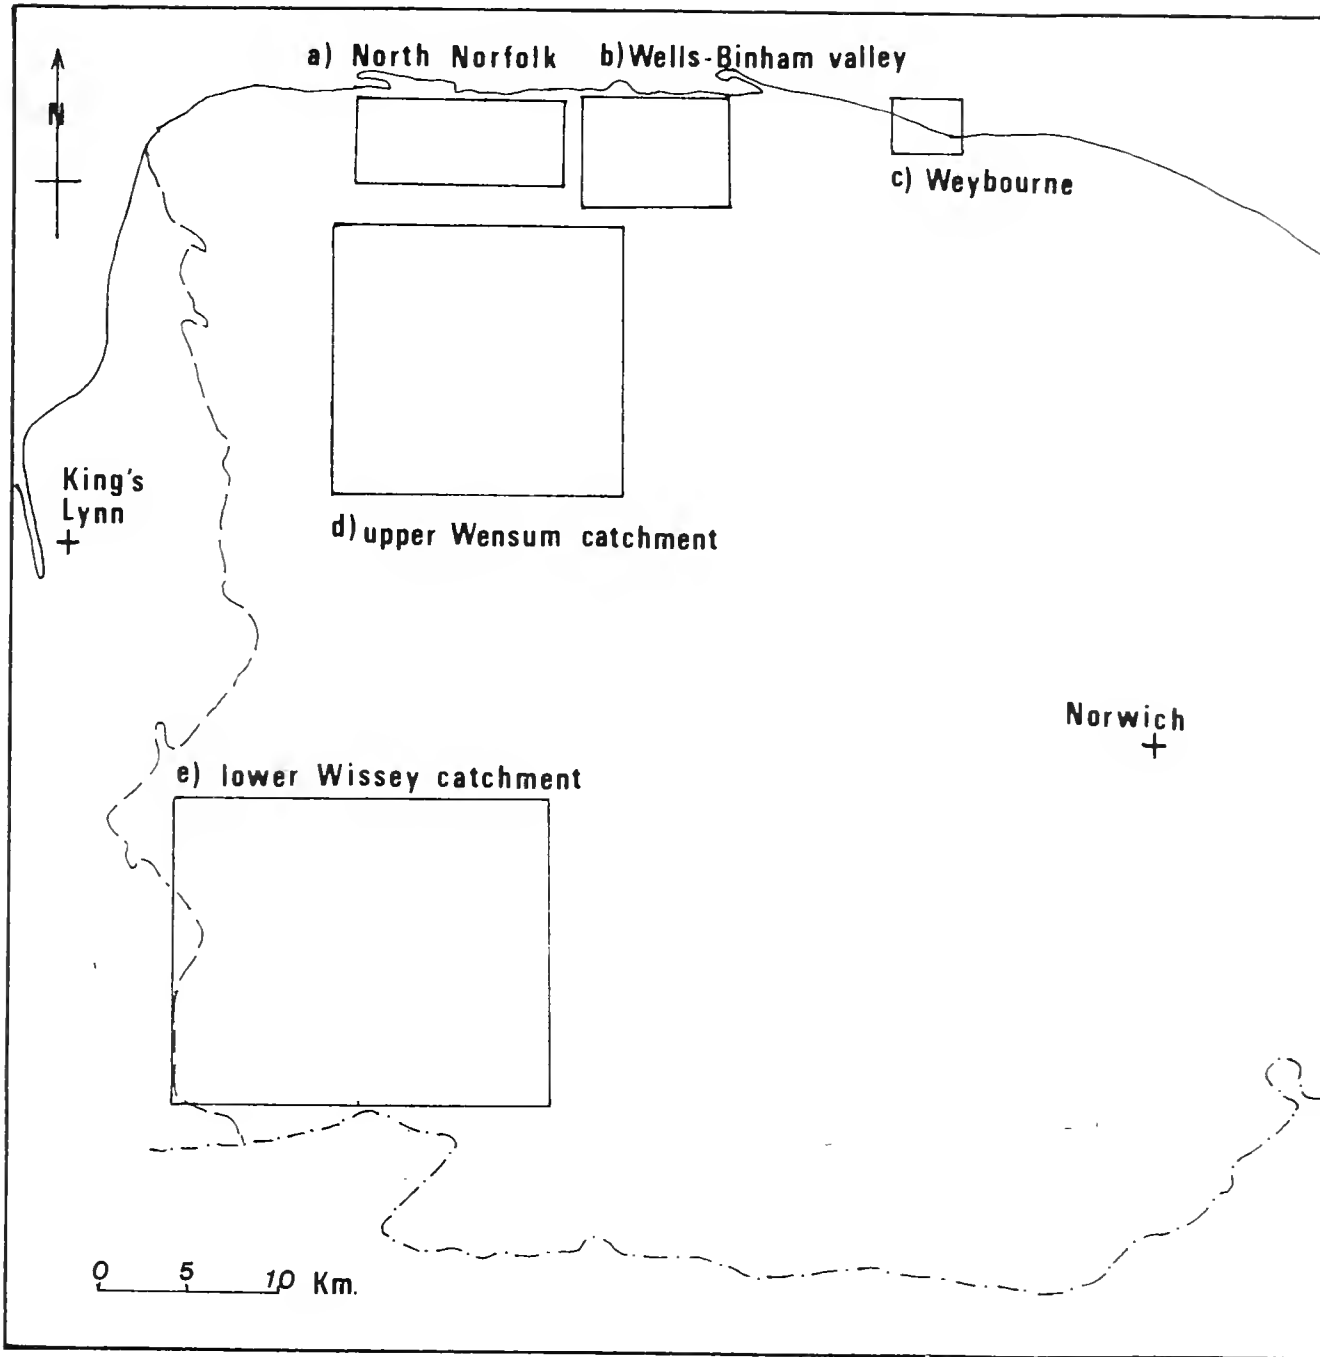 a) North Norfolk
b) Wells-Binham valley
N
c) Weybourne
King's
Lynn
d) upper Wensum catchment
Norwich
e) lower Wissey catchment
0 5 10 Km.